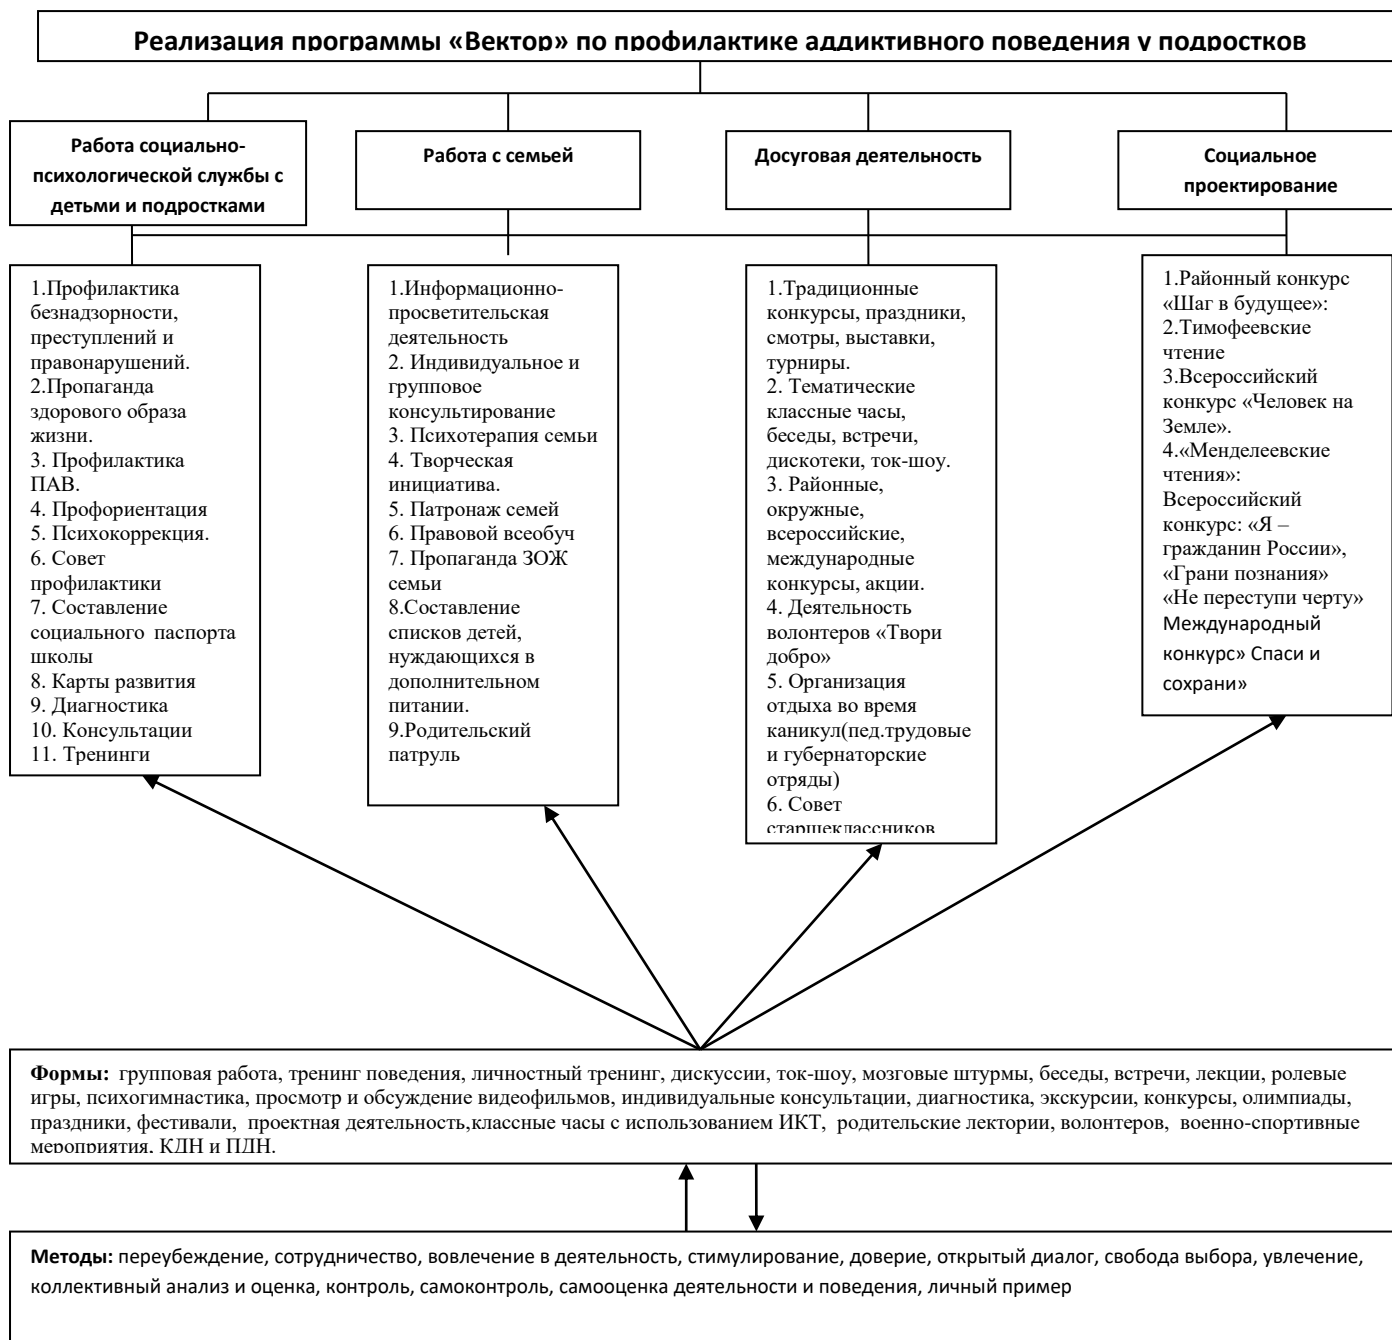 Реализация программы «Вектор» по профилактике аддиктивного поведения у подростков
Работа социально-
психологической службы с
детьми и подростками
Работа с семьей
Досуговая деятельность
Социальное
проектирование
1.Профилактика
безнадзорности,
преступлений и
правонарушений.
2.Пропаганда
здорового образа
жизни.
3. Профилактика
ПАВ.
4. Профориентация
5. Психокоррекция.
6. Совет
профилактики
7. Составление
социального паспорта
школы
8. Карты развития
9. Диагностика
10. Консультации
11. Тренинги
1.Информационно-
просветительская
деятельность
2. Индивидуальное и
групповое
консультирование
3. Психотерапия семьи
4. Творческая
инициатива.
5. Патронаж семей
6. Правовой всеобуч
7. Пропаганда ЗОЖ
семьи
8.Составление
списков детей,
нуждающихся в
дополнительном
питании.
9.Родительский
патруль
1.Традиционные
конкурсы, праздники,
смотры, выставки,
турниры.
2. Тематические
классные часы,
беседы, встречи,
дискотеки, ток-шоу.
3. Районные,
окружные,
всероссийские,
международные
конкурсы, акции.
4. Деятельность
волонтеров «Твори
добро»
5. Организация
отдыха во время
каникул(пед.трудовые
и губернаторские
отряды)
6. Совет
старшеклассников
1.Районный конкурс
«Шаг в будущее»:
2.Тимофеевские
чтение
3.Всероссийский
конкурс «Человек на
Земле».
4.«Менделеевские
чтения»:
Всероссийский
конкурс: «Я –
гражданин России»,
«Грани познания»
«Не переступи черту»
Международный
конкурс» Спаси и
сохрани»
Формы: групповая работа, тренинг поведения, личностный тренинг, дискуссии, ток-шоу, мозговые штурмы, беседы, встречи, лекции, ролевые
игры, психогимнастика, просмотр и обсуждение видеофильмов, индивидуальные консультации, диагностика, экскурсии, конкурсы, олимпиады,
праздники, фестивали, проектная деятельность,классные часы с использованием ИКТ, родительские лектории, волонтеров, военно-спортивные
мероприятия, КДН и ПДН.
Методы: переубеждение, сотрудничество, вовлечение в деятельность, стимулирование, доверие, открытый диалог, свобода выбора, увлечение,
коллективный анализ и оценка, контроль, самоконтроль, самооценка деятельности и поведения, личный пример